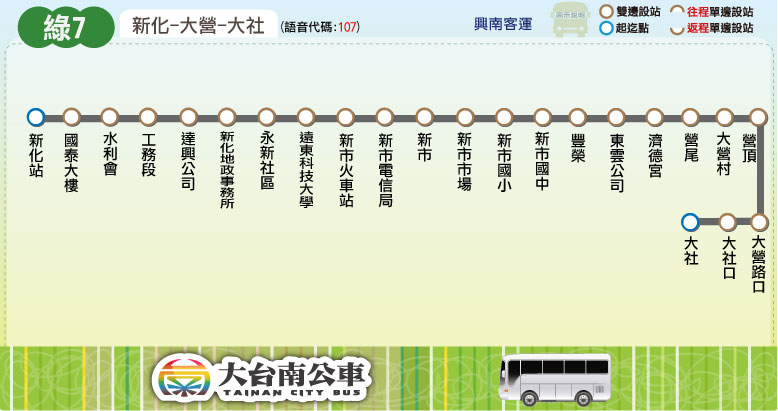 綠7
新化-大營-大社
(語音代碼:107)
興南客運
雙邊設站
起迄點
往程單邊設站
返程單邊設站
新化站
國泰大樓
水利會
工務段
達興公司
新化地政事務所
永新社區
遠東科技大學
新市火車站
新市電信局
新市
新市市場
新市國小
新市國中
豐榮
東雲公司
濟德宮
營尾
大營村
營頂
大營路口
大社口
大社
大台南公車
TAINAN CITY BUS